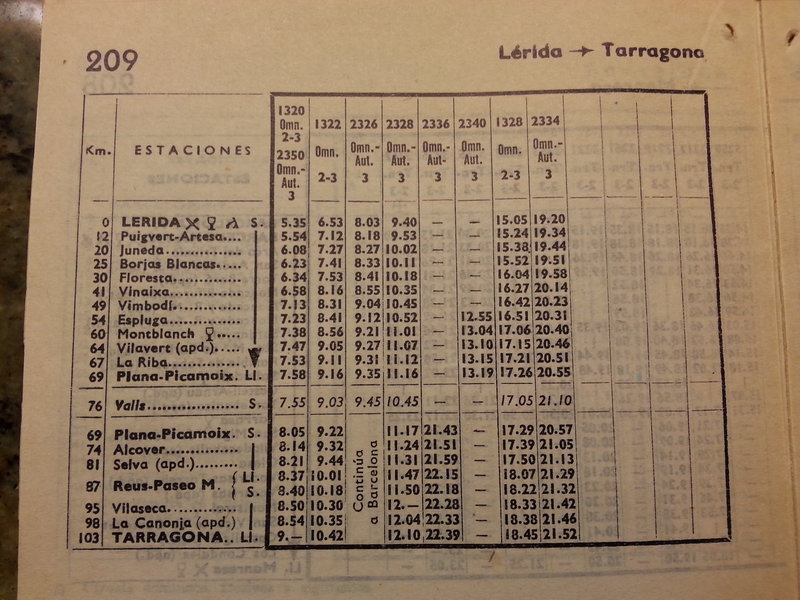 209 Lérida → Tarragona
Km. ESTACIONES 1320 Omn. 2-3 2350 Omn.- Aut. 3 1322 Omn. 2-3 2326 Omn.- Aut. 3 2328 Omn.- Aut. 3 2336 Omn.- Aut- 3 2340 Omn.- Aut. 3 1328 Omn. 2-3 2334 Omn.- Aut. 3
0 LERIDA S. 5.35 6.53 8.03 9.40 — — 15.05 19.20
12 Puigvert-Artesa.... 5.54 7.12 8.18 9.53 — — 15.24 19.34
20 Juneda............... 6.08 7.27 8.27 10.02 — — 15.38 19.44
25 Borjas Blancas..... 6.23 7.41 8.33 10.11 — — 15.52 19.51
30 Floresta.............. 6.34 7.53 8.41 10.18 — — 16.04 19.58
41 Vinaixa............... 6.58 8.16 8.55 10.35 — — 16.27 20.14
49 Vimbodí.............. 7.13 8.31 9.04 10.45 — — 16.42 20.23
54 Espluga............... 7.23 8.41 9.12 10.52 — 12.55 16.51 20.31
60 Montblanch ..... 7.38 8.56 9.21 11.01 — 13.04 17.06 20.40
64 Vilavert (apd.)..... 7.47 9.05 9.27 11.07 — 13.10 17.15 20.46
67 La Riba............... 7.53 9.11 9.31 11.12 — 13.15 17.21 20.51
69 Plana-Picamoix. Ll. 7.58 9.16 9.35 11.16 — 13.19 17.26 20.55
76 Valls.................... S. 7.55 9.03 9.45 10.45 — — 17.05 21.10
69 Plana-Picamoix. S. 8.05 9.22 Continúa a Barcelona 11.17 21.43 — 17.29 20.57
74 Alcover............... 8.14 9.32 11.24 21.51 — 17.39 21.05
81 Selva (apd.)......... 8.21 9.44 11.31 21.59 — 17.50 21.13
87 Reus-Paseo M. { Ll. 8.37 10.01 11.47 22.15 — 18.07 21.29
{ S. 8.40 10.18 11.50 22.18 — 18.22 21.32
95 Vilaseca.............. 8.50 10.30 12.— 22.28 — 18.33 21.42
98 La Canonja (apd.) 8.54 10.35 12.04 22.33 — 18.38 21.46
103 TARRAGONA.. Ll. 9.— 10.42 12.10 22.39 — 18.45 21.52